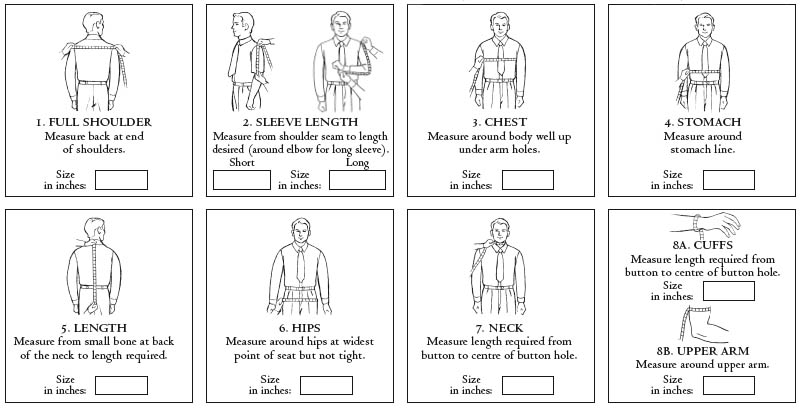 1. FULL SHOULDER
Measure back at end
of shoulders.
Size
in inches:
2. SLEEVE LENGTH
Measure from shoulder seam to length
desired (around elbow for long sleeve).
Short Long
Size
in inches:
3. CHEST
Measure around body well up
under arm holes.
Size
in inches:
4. STOMACH
Measure around
stomach line.
Size
in inches:
5. LENGTH
Measure from small bone at back
of the neck to length required.
Size
in inches:
6. HIPS
Measure around hips at widest
point of seat but not tight.
Size
in inches:
7. NECK
Measure length required from
button to centre of button hole.
Size
in inches:
8A. CUFFS
Measure length required from
button to centre of button hole.
Size
in inches:
8B. UPPER ARM
Measure around upper arm.
Size
in inches: